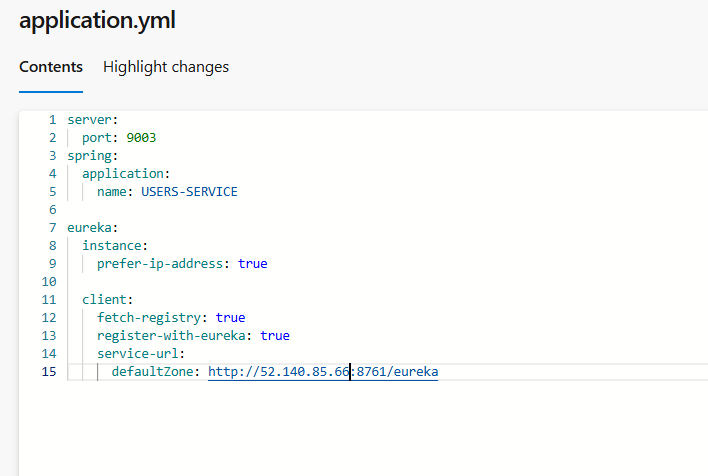 application.yml
Contents Highlight changes
1 server:
2 port: 9003
3 spring:
4 application:
5 name: USERS-SERVICE
6
7 eureka:
8 instance:
9 prefer-ip-address: true
10
11 client:
12 fetch-registry: true
13 register-with-eureka: true
14 service-url:
15 defaultZone: http://52.140.85.66:8761/eureka